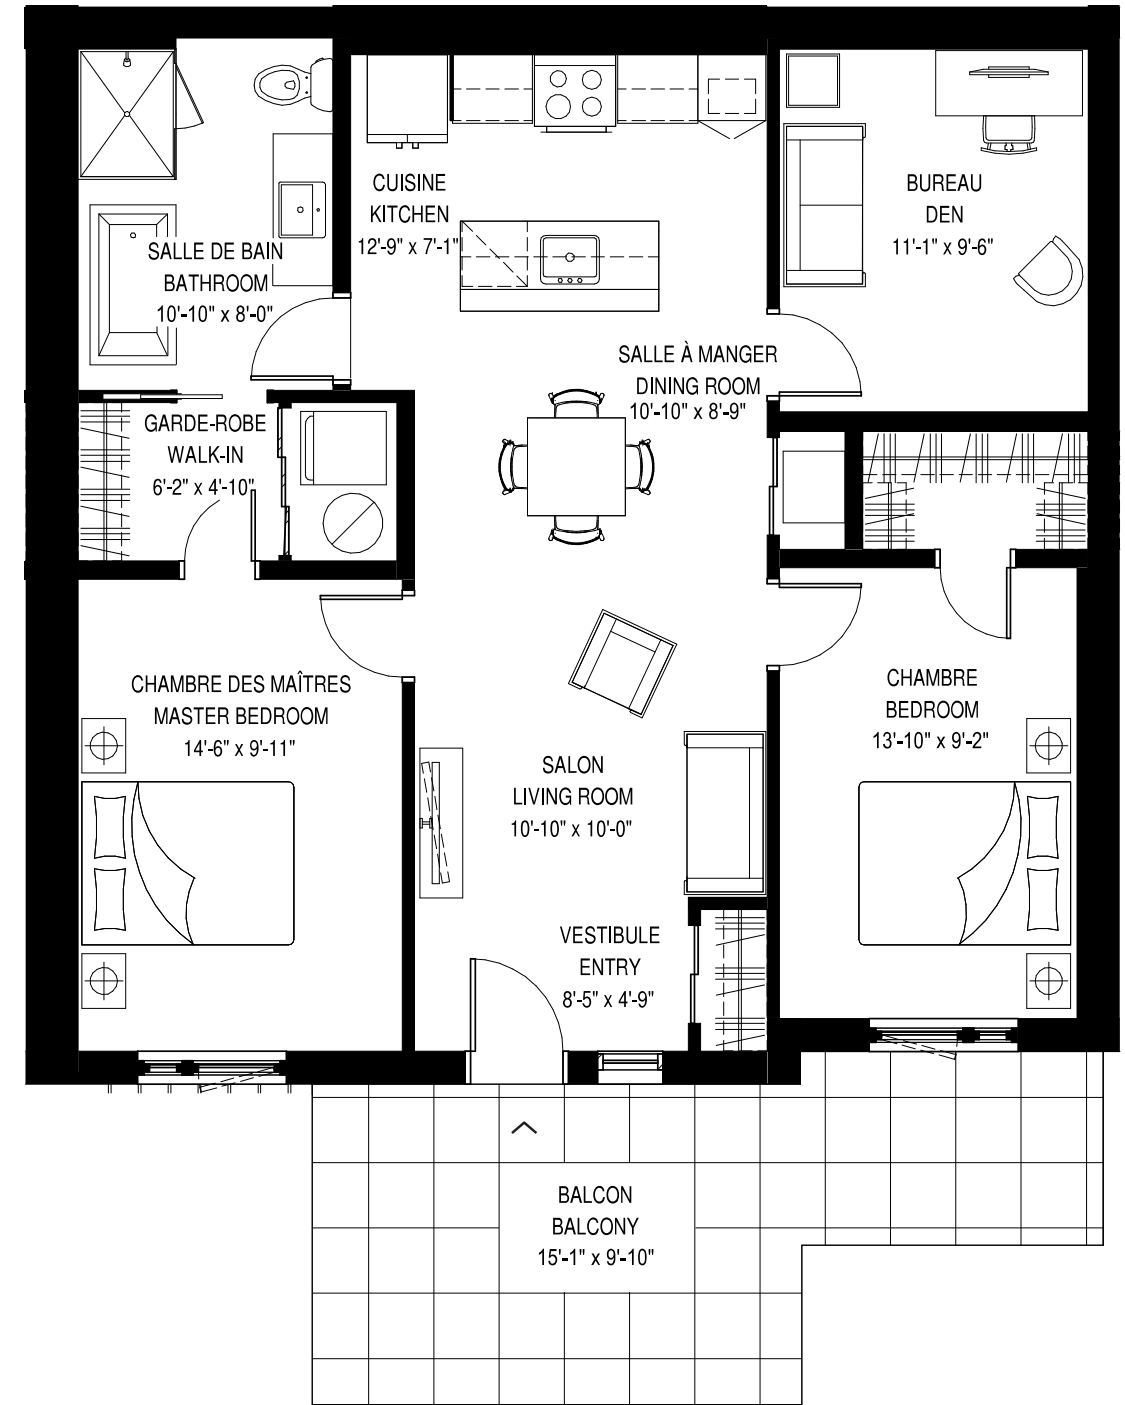 CUISINE
KITCHEN
12'-9" x 7'-1"
BUREAU
DEN
11'-1" x 9'-6"
SALLE DE BAIN
BATHROOM
10'-10" x 8'-0"
SALLE À MANGER
DINING ROOM
10'-10" x 8'-9"
GARDE-ROBE
WALK-IN
6'-2" x 4'-10"
CHAMBRE DES MAÎTRES
MASTER BEDROOM
14'-6" x 9'-11"
CHAMBRE
BEDROOM
13'-10" x 9'-2"
SALON
LIVING ROOM
10'-10" x 10'-0"
VESTIBULE
ENTRY
8'-5" x 4'-9"
BALCON
BALCONY
15'-1" x 9'-10"